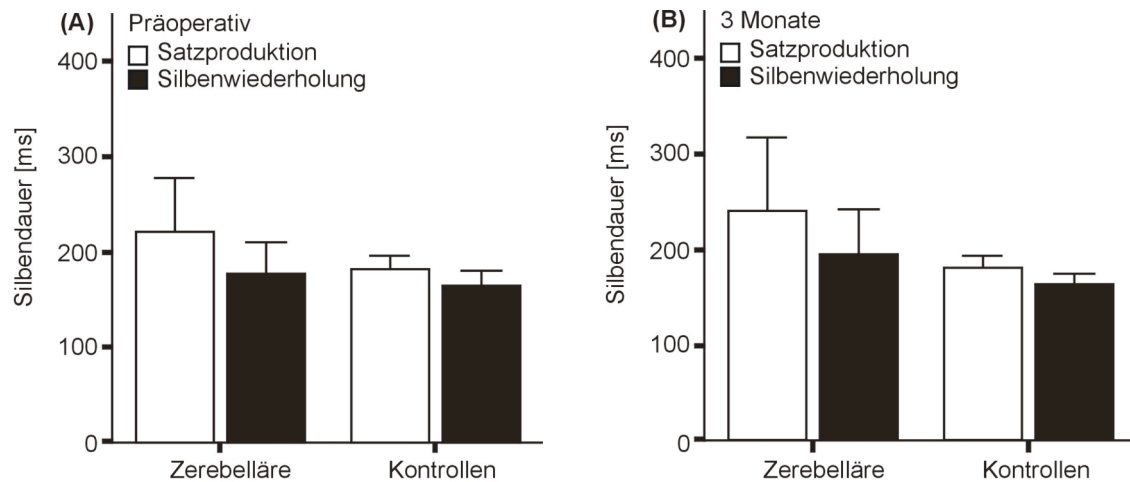 (A) Präoperativ
Satzproduktion
Silbenwiederholung
Silbendauer [ms]
400
300
200
100
0
Zerebelläre Kontrollen
(B) 3 Monate
Satzproduktion
Silbenwiederholung
Silbendauer [ms]
400
300
200
100
0
Zerebelläre Kontrollen